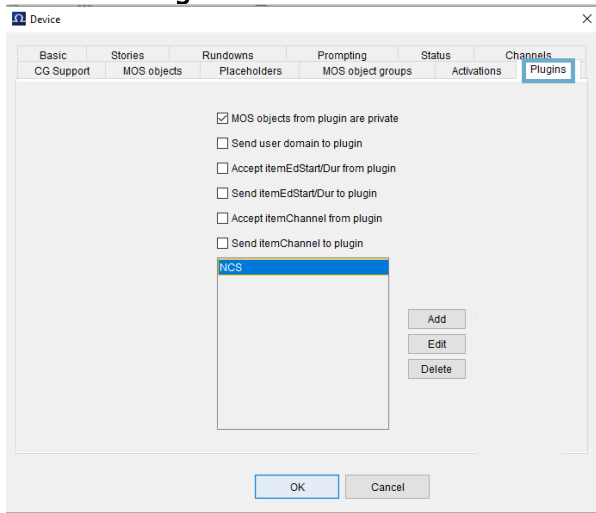 Device
Basic Stories Rundowns Prompting Status Channels
CG Support MOS objects Placeholders MOS object groups Activations Plugins
MOS objects from plugin are private
Send user domain to plugin
Accept itemEdStart/Dur from plugin
Send itemEdStart/Dur to plugin
Accept itemChannel from plugin
Send itemChannel to plugin
NCS
Add
Edit
Delete
OK Cancel